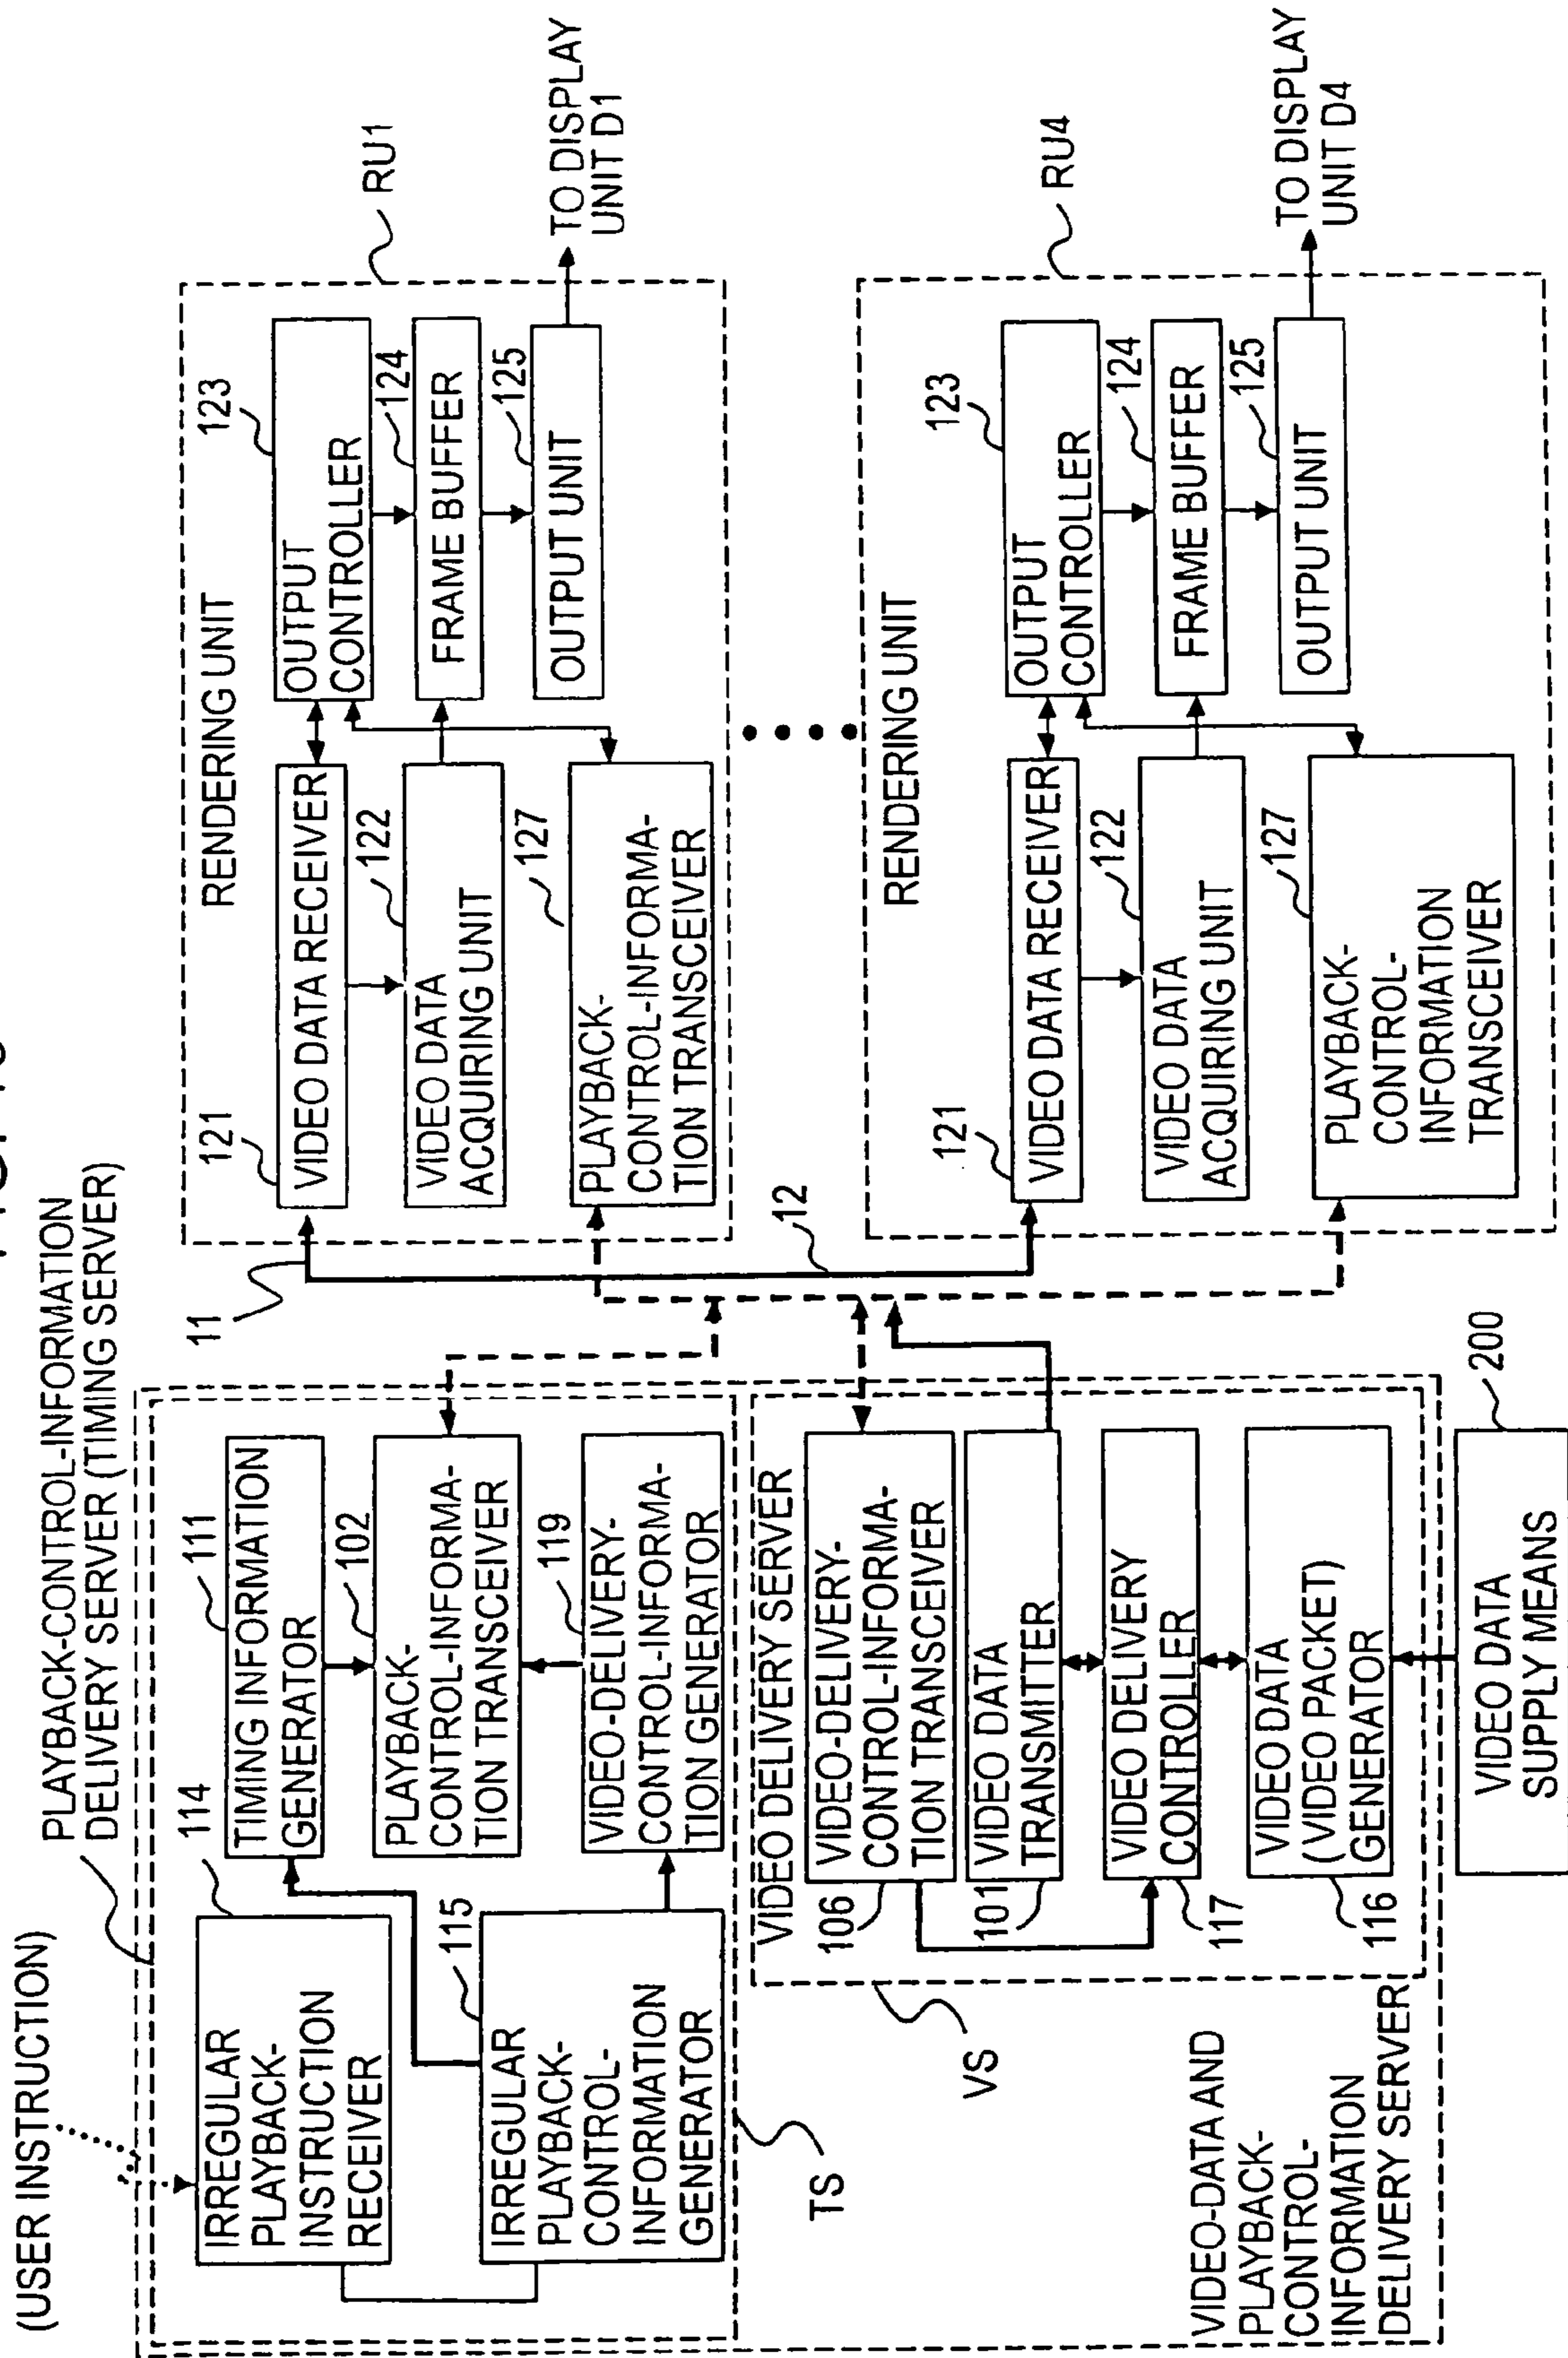 (USER INSTRUCTION)
PLAYBACK-CONTROL-INFORMATION
DELIVERY SERVER (TIMING SERVER)
114
IRREGULAR
PLAYBACK-
INSTRUCTION
RECEIVER
115
IRREGULAR
PLAYBACK-
CONTROL-
INFORMATION
GENERATOR
TS
111
TIMING INFORMATION
GENERATOR
102
PLAYBACK-
CONTROL-INFORMA-
TION TRANSCEIVER
119
VIDEO-DELIVERY-
CONTROL-INFORMA-
TION GENERATOR
VIDEO DELIVERY SERVER
VIDEO-DELIVERY-
CONTROL-INFORMA-
TION TRANSCEIVER
106
VIDEO DATA
TRANSMITTER
101
VIDEO DELIVERY
CONTROLLER
117
VIDEO DATA
(VIDEO PACKET)
GENERATOR
116
VS
VIDEO-DATA AND
PLAYBACK-
CONTROL-
INFORMATION
DELIVERY SERVER
200
VIDEO DATA
SUPPLY MEANS
11
12
RENDERING UNIT
RU1
121
VIDEO DATA RECEIVER
122
VIDEO DATA
ACQUIRING UNIT
127
PLAYBACK-
CONTROL-INFORMA-
TION TRANSCEIVER
123
OUTPUT
CONTROLLER
124
FRAME BUFFER
125
OUTPUT UNIT
TO DISPLAY
UNIT D1
RENDERING UNIT
RU4
121
VIDEO DATA RECEIVER
122
VIDEO DATA
ACQUIRING UNIT
127
PLAYBACK-
CONTROL-
INFORMATION
TRANSCEIVER
123
OUTPUT
CONTROLLER
124
FRAME BUFFER
125
OUTPUT UNIT
TO DISPLAY
UNIT D4